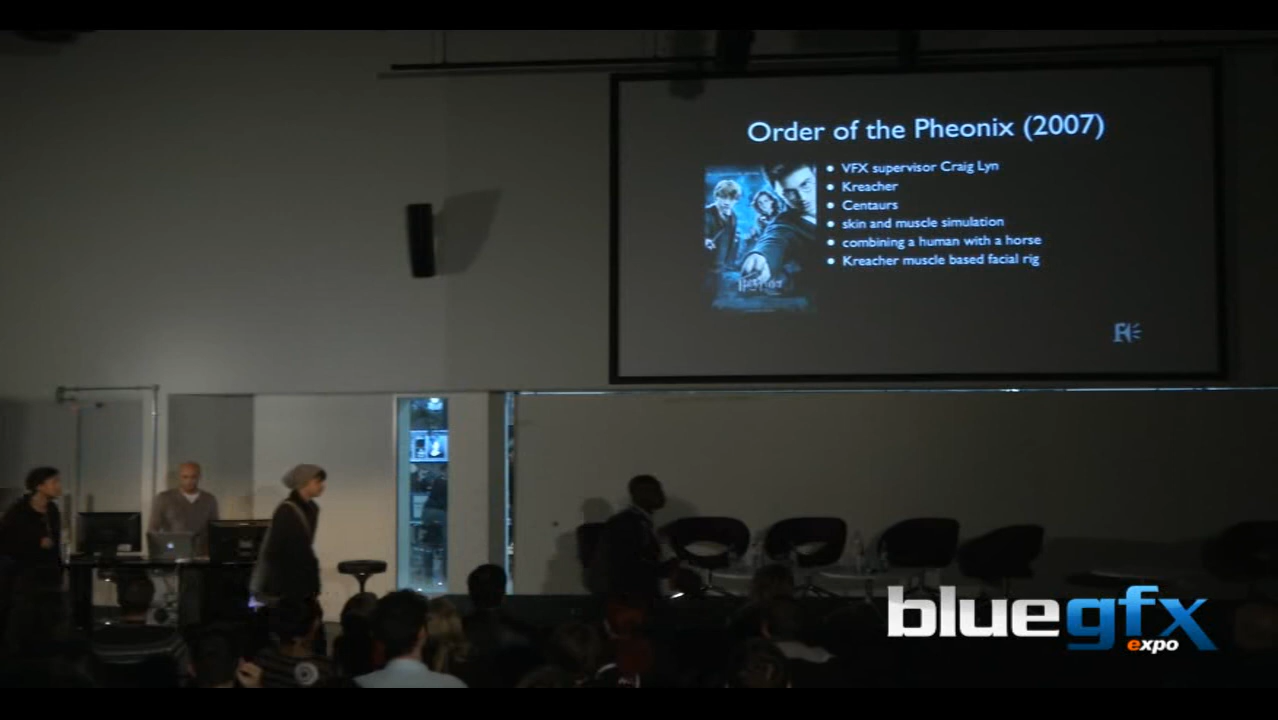 Order of the Pheonix (2007)
• VFX supervisor Craig Lyn
• Kreacher
• Centaurs
• skin and muscle simulation
• combining a human with a horse
• Kreacher muscle based facial rig
bluegfx
expo